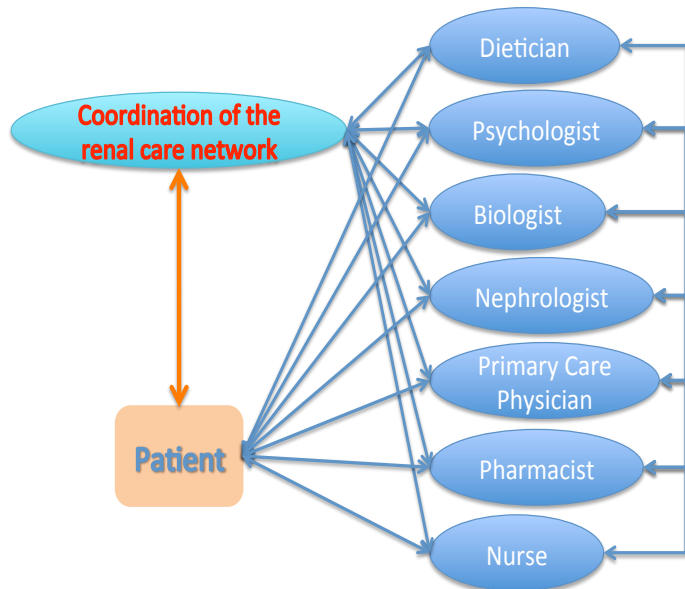 Dietician
Coordination of the
renal care network
Psychologist
Biologist
Nephrologist
Primary Care
Physician
Patient
Pharmacist
Nurse